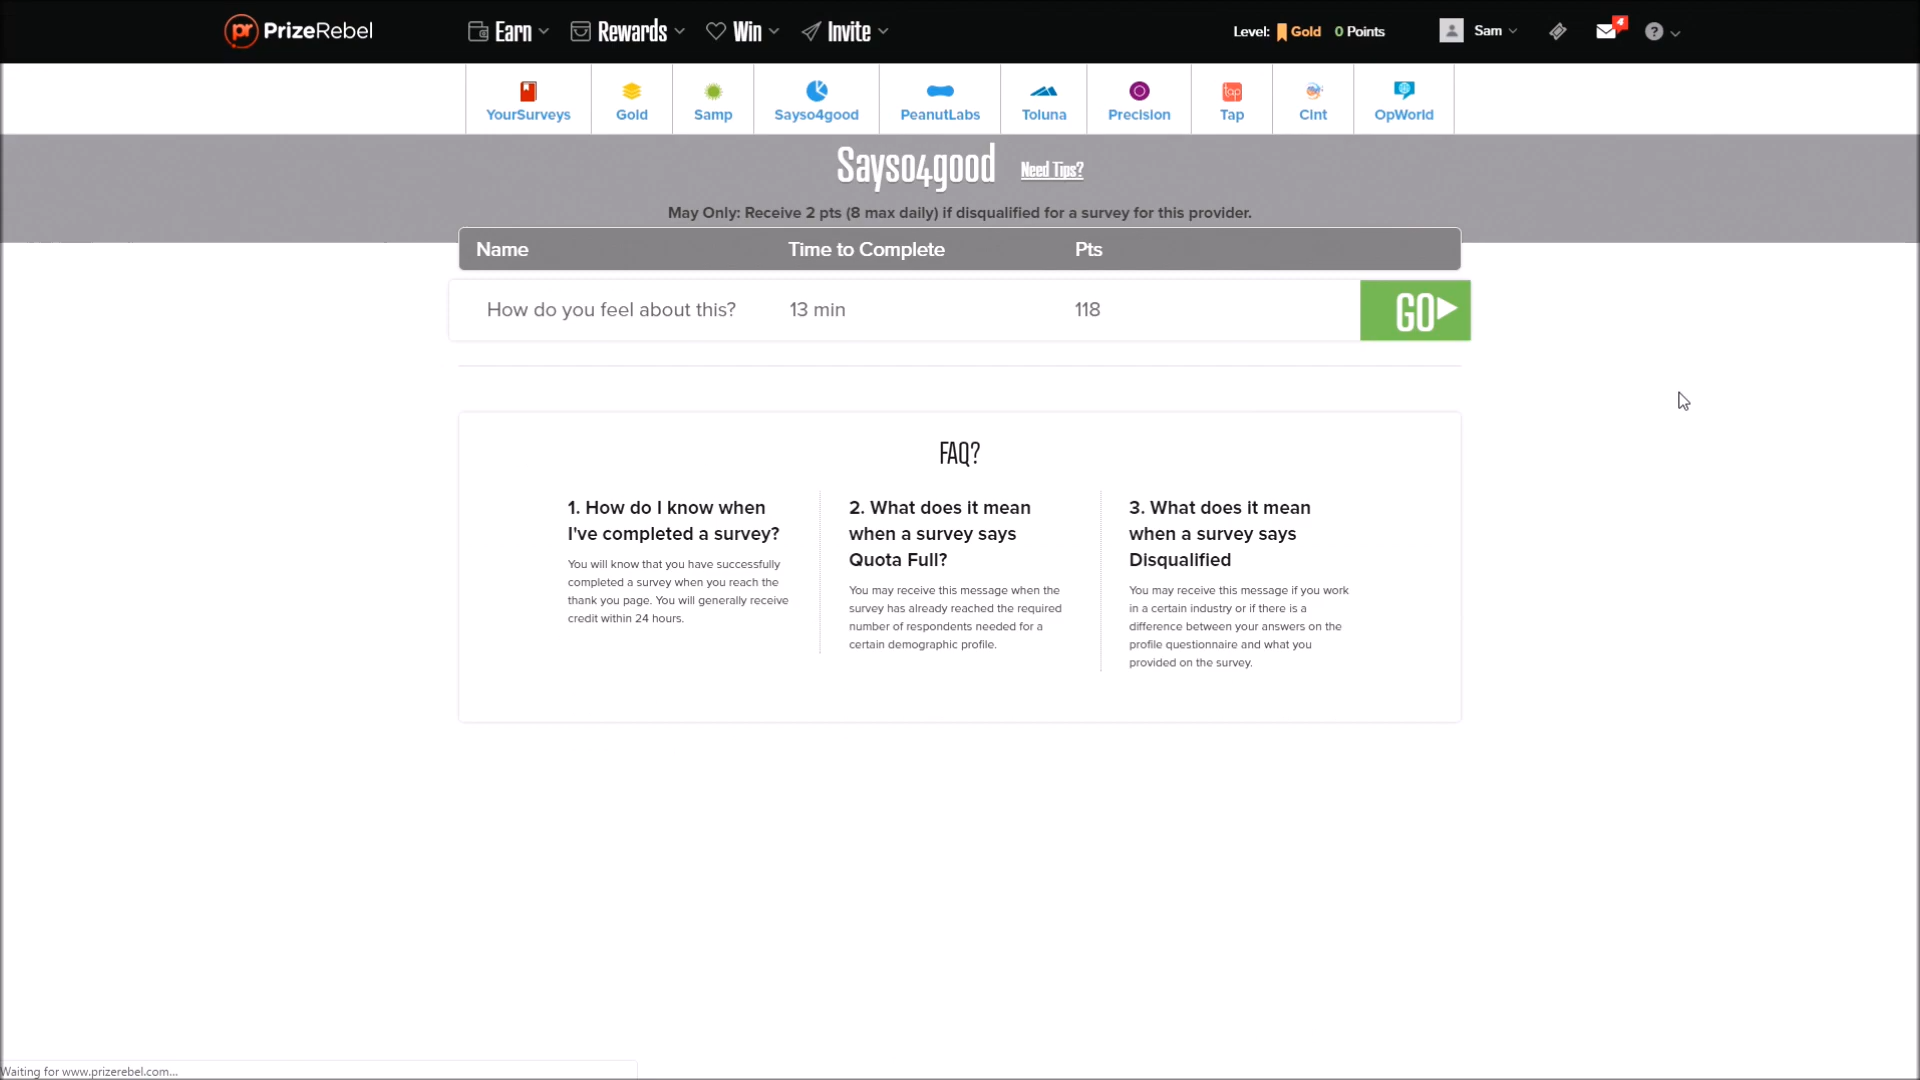 pr PrizeRebel Earn Rewards Win Invite Level: Gold 0 Points Sam 4 ?
YourSurveys Gold Samp Sayso4good PeanutLabs Toluna Precision tap Tap Cint OpWorld
Sayso4good Need Tips?
May Only: Receive 2 pts (8 max daily) if disqualified for a survey for this provider.
Name Time to Complete Pts
How do you feel about this? 13 min 118 GO
FAQ?
1. How do I know when
I've completed a survey?
You will know that you have successfully
completed a survey when you reach the
thank you page. You will generally receive
credit within 24 hours.
2. What does it mean
when a survey says
Quota Full?
You may receive this message when the
survey has already reached the required
number of respondents needed for a
certain demographic profile.
3. What does it mean
when a survey says
Disqualified
You may receive this message if you work
in a certain industry or if there is a
difference between your answers on the
profile questionnaire and what you
provided on the survey.
Waiting for www.prizerebel.com...